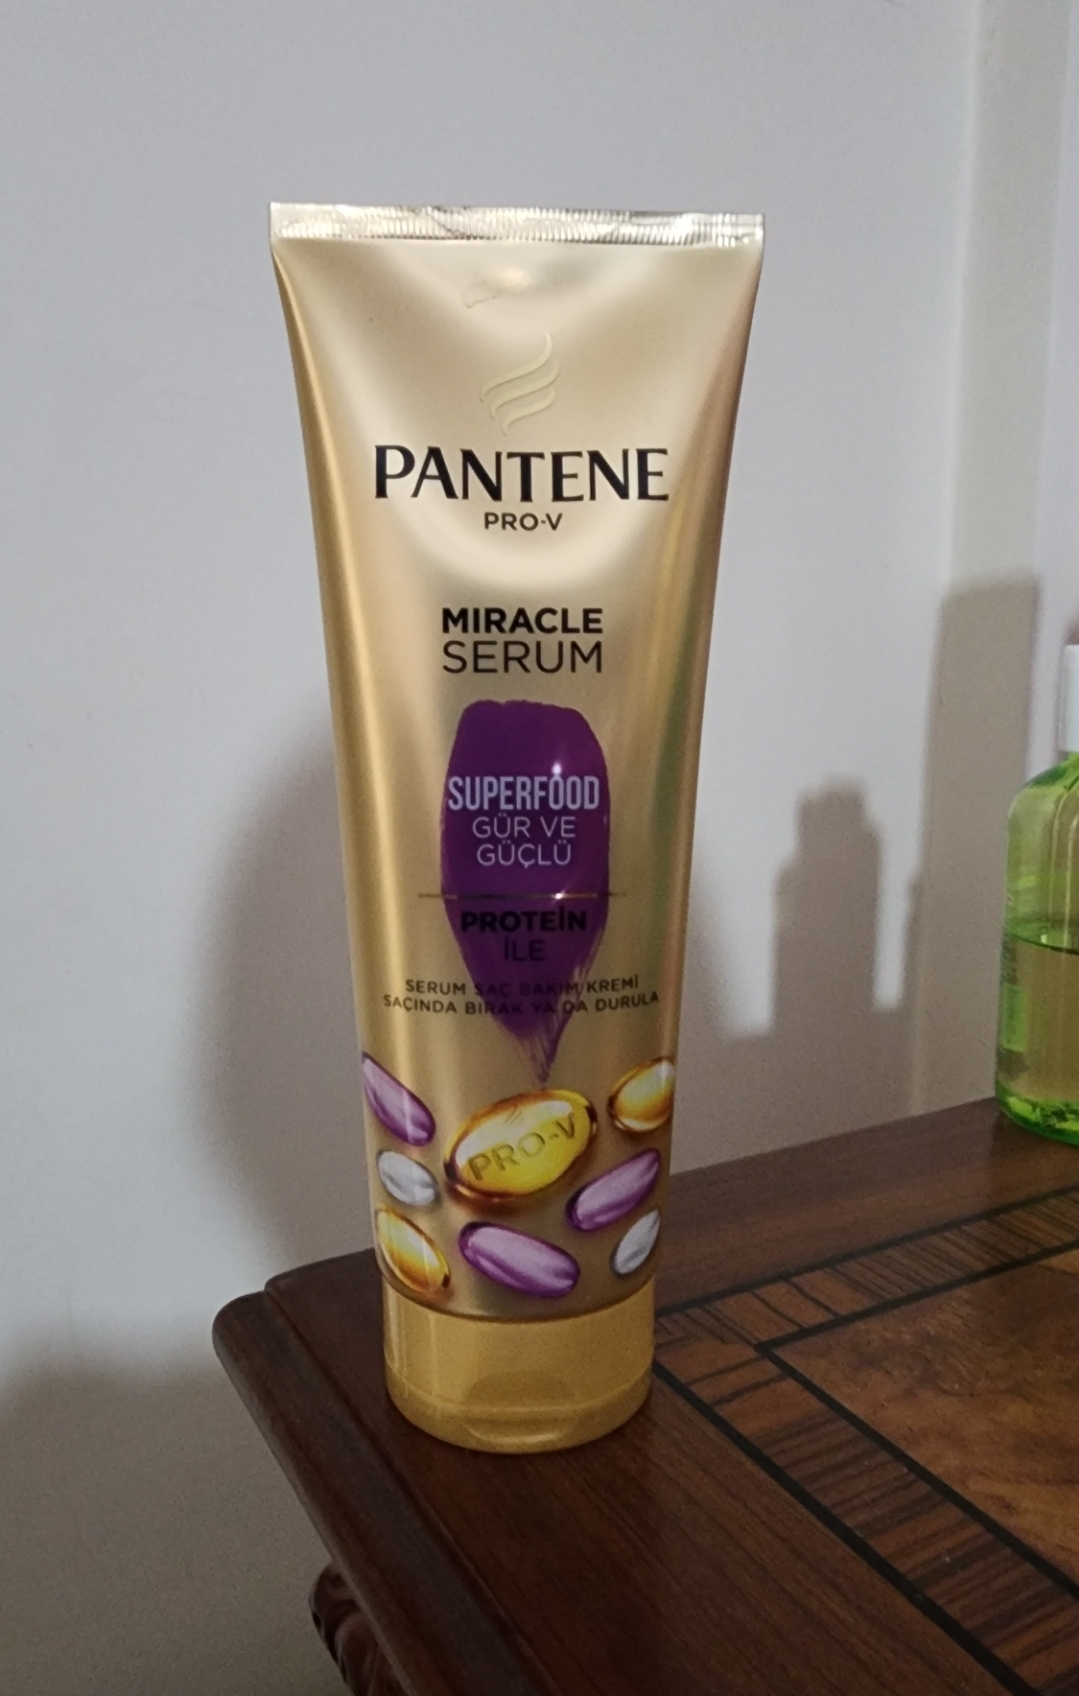 PANTENE
PRO-V
MIRACLE
SERUM
SUPERFOOD
GÜR VE
GÜÇLÜ
PROTEİN
İLE
SERUM SAÇ BAKIM KREMİ
SAÇINDA BIRAK YA DA DURULA
PRO-V